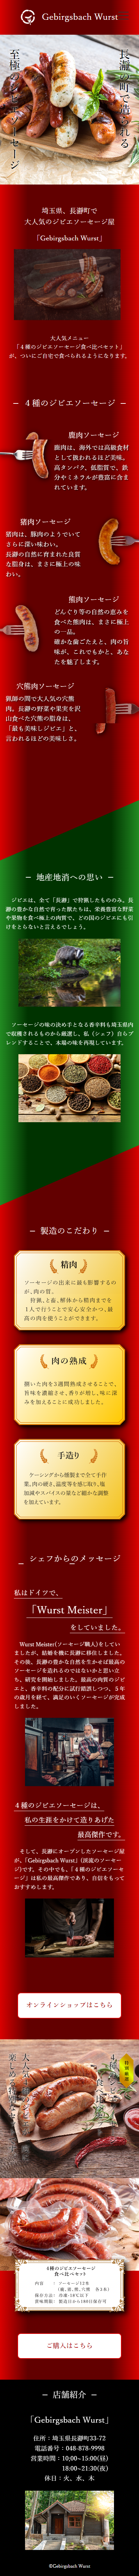 Gebirgsbach Wurst
長瀞の町で造られる
至極のジビエソーセージ
埼玉県、長瀞町で
大人気のジビエソーセージ屋
「Gebirgsbach Wurst」
大人気メニュー
「４種のジビエソーセージ食べ比べセット」
が、ついにご自宅で食べられるようになります。
－ ４種のジビエソーセージ －
鹿肉ソーセージ
鹿肉は、海外では高級食材
として扱われるほど美味。
高タンパク、低脂質で、鉄
分やミネラルが豊富に含ま
れています。
猪肉ソーセージ
猪肉は、豚肉のようでいて
さらに深い味わい。
長瀞の自然に育まれた良質
な脂身は、まさに極上の味
わい。
熊肉ソーセージ
どんぐり等の自然の恵みを
食べた熊肉は、まさに極上
の一品。
確かな歯ごたえと、肉の旨
味が、これでもかと、あな
たを魅了します。
穴熊肉ソーセージ
猟師の間で大人気の穴熊
肉。長瀞の野菜や果実を沢
山食べた穴熊の脂身は、
「最も美味しジビエ」と、
言われるほどの美味さ。
－ 地産地消への思い －
ジビエは、全て「長瀞」で狩猟したもののみ。長
瀞の豊かな自然で育った獣たちは、栄養豊富な野菜
や果物を食べ極上の肉質で、どの国のジビエにも引
けをとらないと言えるでしょう。
ソーセージの味の決め手となる香辛料も埼玉県内
で収穫されるものから厳選し、私（シェフ）自らブ
レンドすることで、本場の味を再現しています。
－ 製造のこだわり －
精肉
ソーセージの出来に最も影響するの
が、肉の質。
狩猟、と畜、解体から精肉までを
１人で行うことで安心安全かつ、最
高の肉を使うことができます。
肉の熟成
捌いた肉を3週間熟成させることで、
旨味を濃縮させ、香りが増し、味に深
みを加えることに成功しました。
手造り
ケーシングから燻製まで全て手作
業。肉の硬さ、温度等を感じ取り、塩
加減やスパイスの量など細かな調整
を加えています。
シェフからのメッセージ
私はドイツで、
「Wurst Meister」
をしていました。
Wurst Meister(ソーセージ職人)をしてい
ましたが、結婚を機に長瀞に移住しました。
その後、長瀞の豊かな自然を生かせば最高の
ソーセージを造れるのではないかと思い立
ち、研究を開始しました。最高の肉質のジビ
エと、香辛料の配分に試行錯誤しつつ、５年
の歳月を経て、満足のいくソーセージが完成
しました。
４種のジビエソーセージは、
私の生涯をかけて造りあげた
最高傑作です。
そして、長瀞にオープンしたソーセージ屋
が、「Gebirgsbach Wurst」(渓流のソーセー
ジ)です。その中でも、「４種のジビエソーセ
ージ」は私の最高傑作であり、自信をもって
おすすめします。
オンラインショップはこちら
4種のジビエソーセージ
食べ比べセット
ご購入はこちら
－ 店舗紹介 －
「Gebirgsbach Wurst」
住所：埼玉県長瀞町33-72
電話番号：048-878-9998
営業時間：10:00~15:00(昼)
18:00~21:30(夜)
休日：火、水、木
©Gebirgsbach Wurst